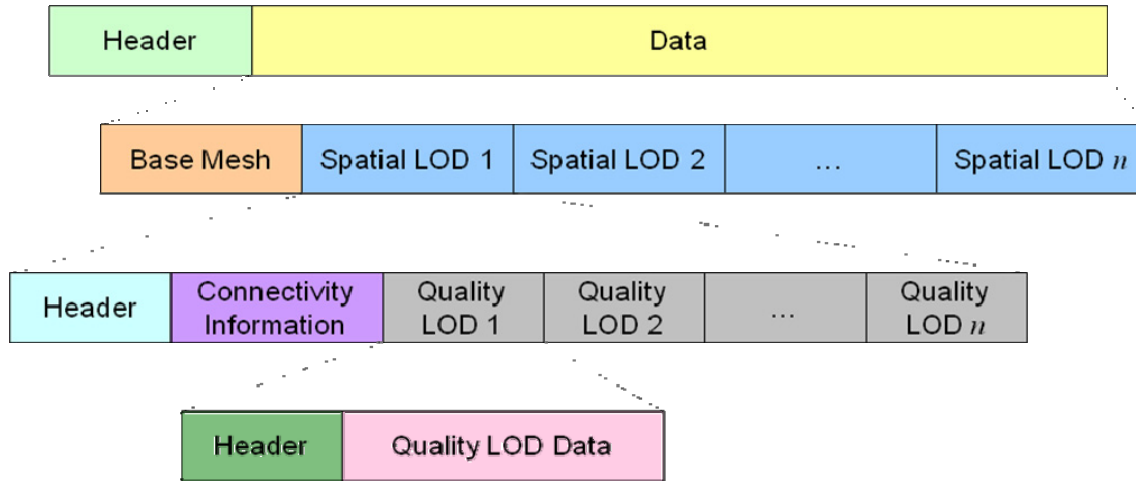 Header
Data
Base Mesh
Spatial LOD 1
Spatial LOD 2
...
Spatial LOD n
Header
Connectivity
Information
Quality
LOD 1
Quality
LOD 2
...
Quality
LOD n
Header
Quality LOD Data